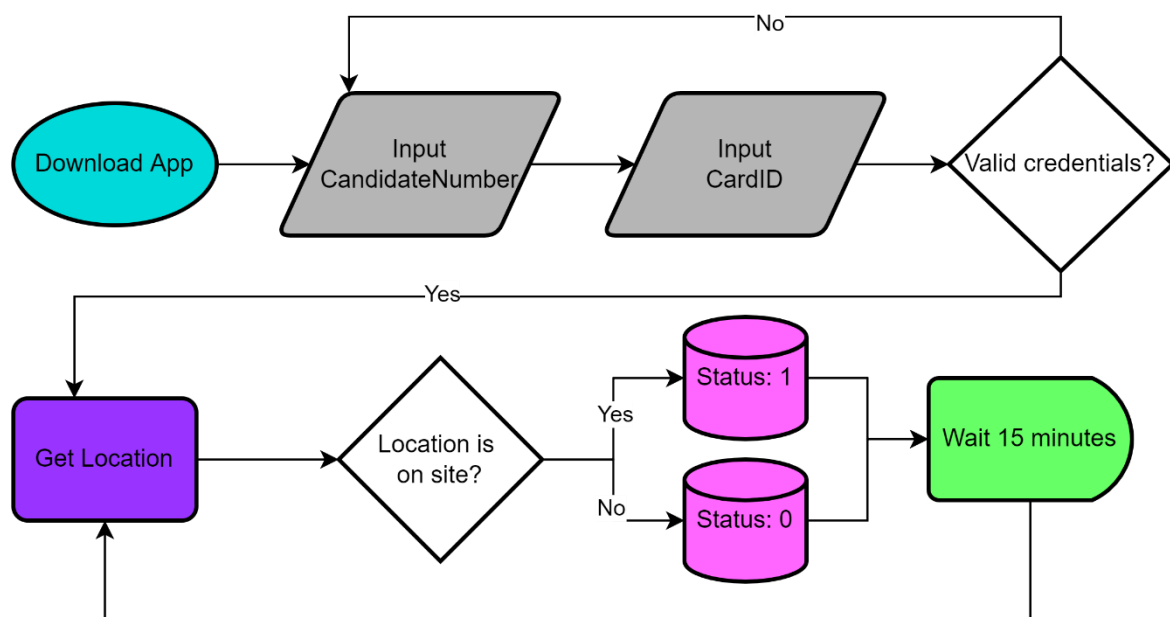 No
Download App
Input
CandidateNumber
Input
CardID
Valid credentials?
Yes
Get Location
Location is
on site?
Yes
No
Status: 1
Status: 0
Wait 15 minutes